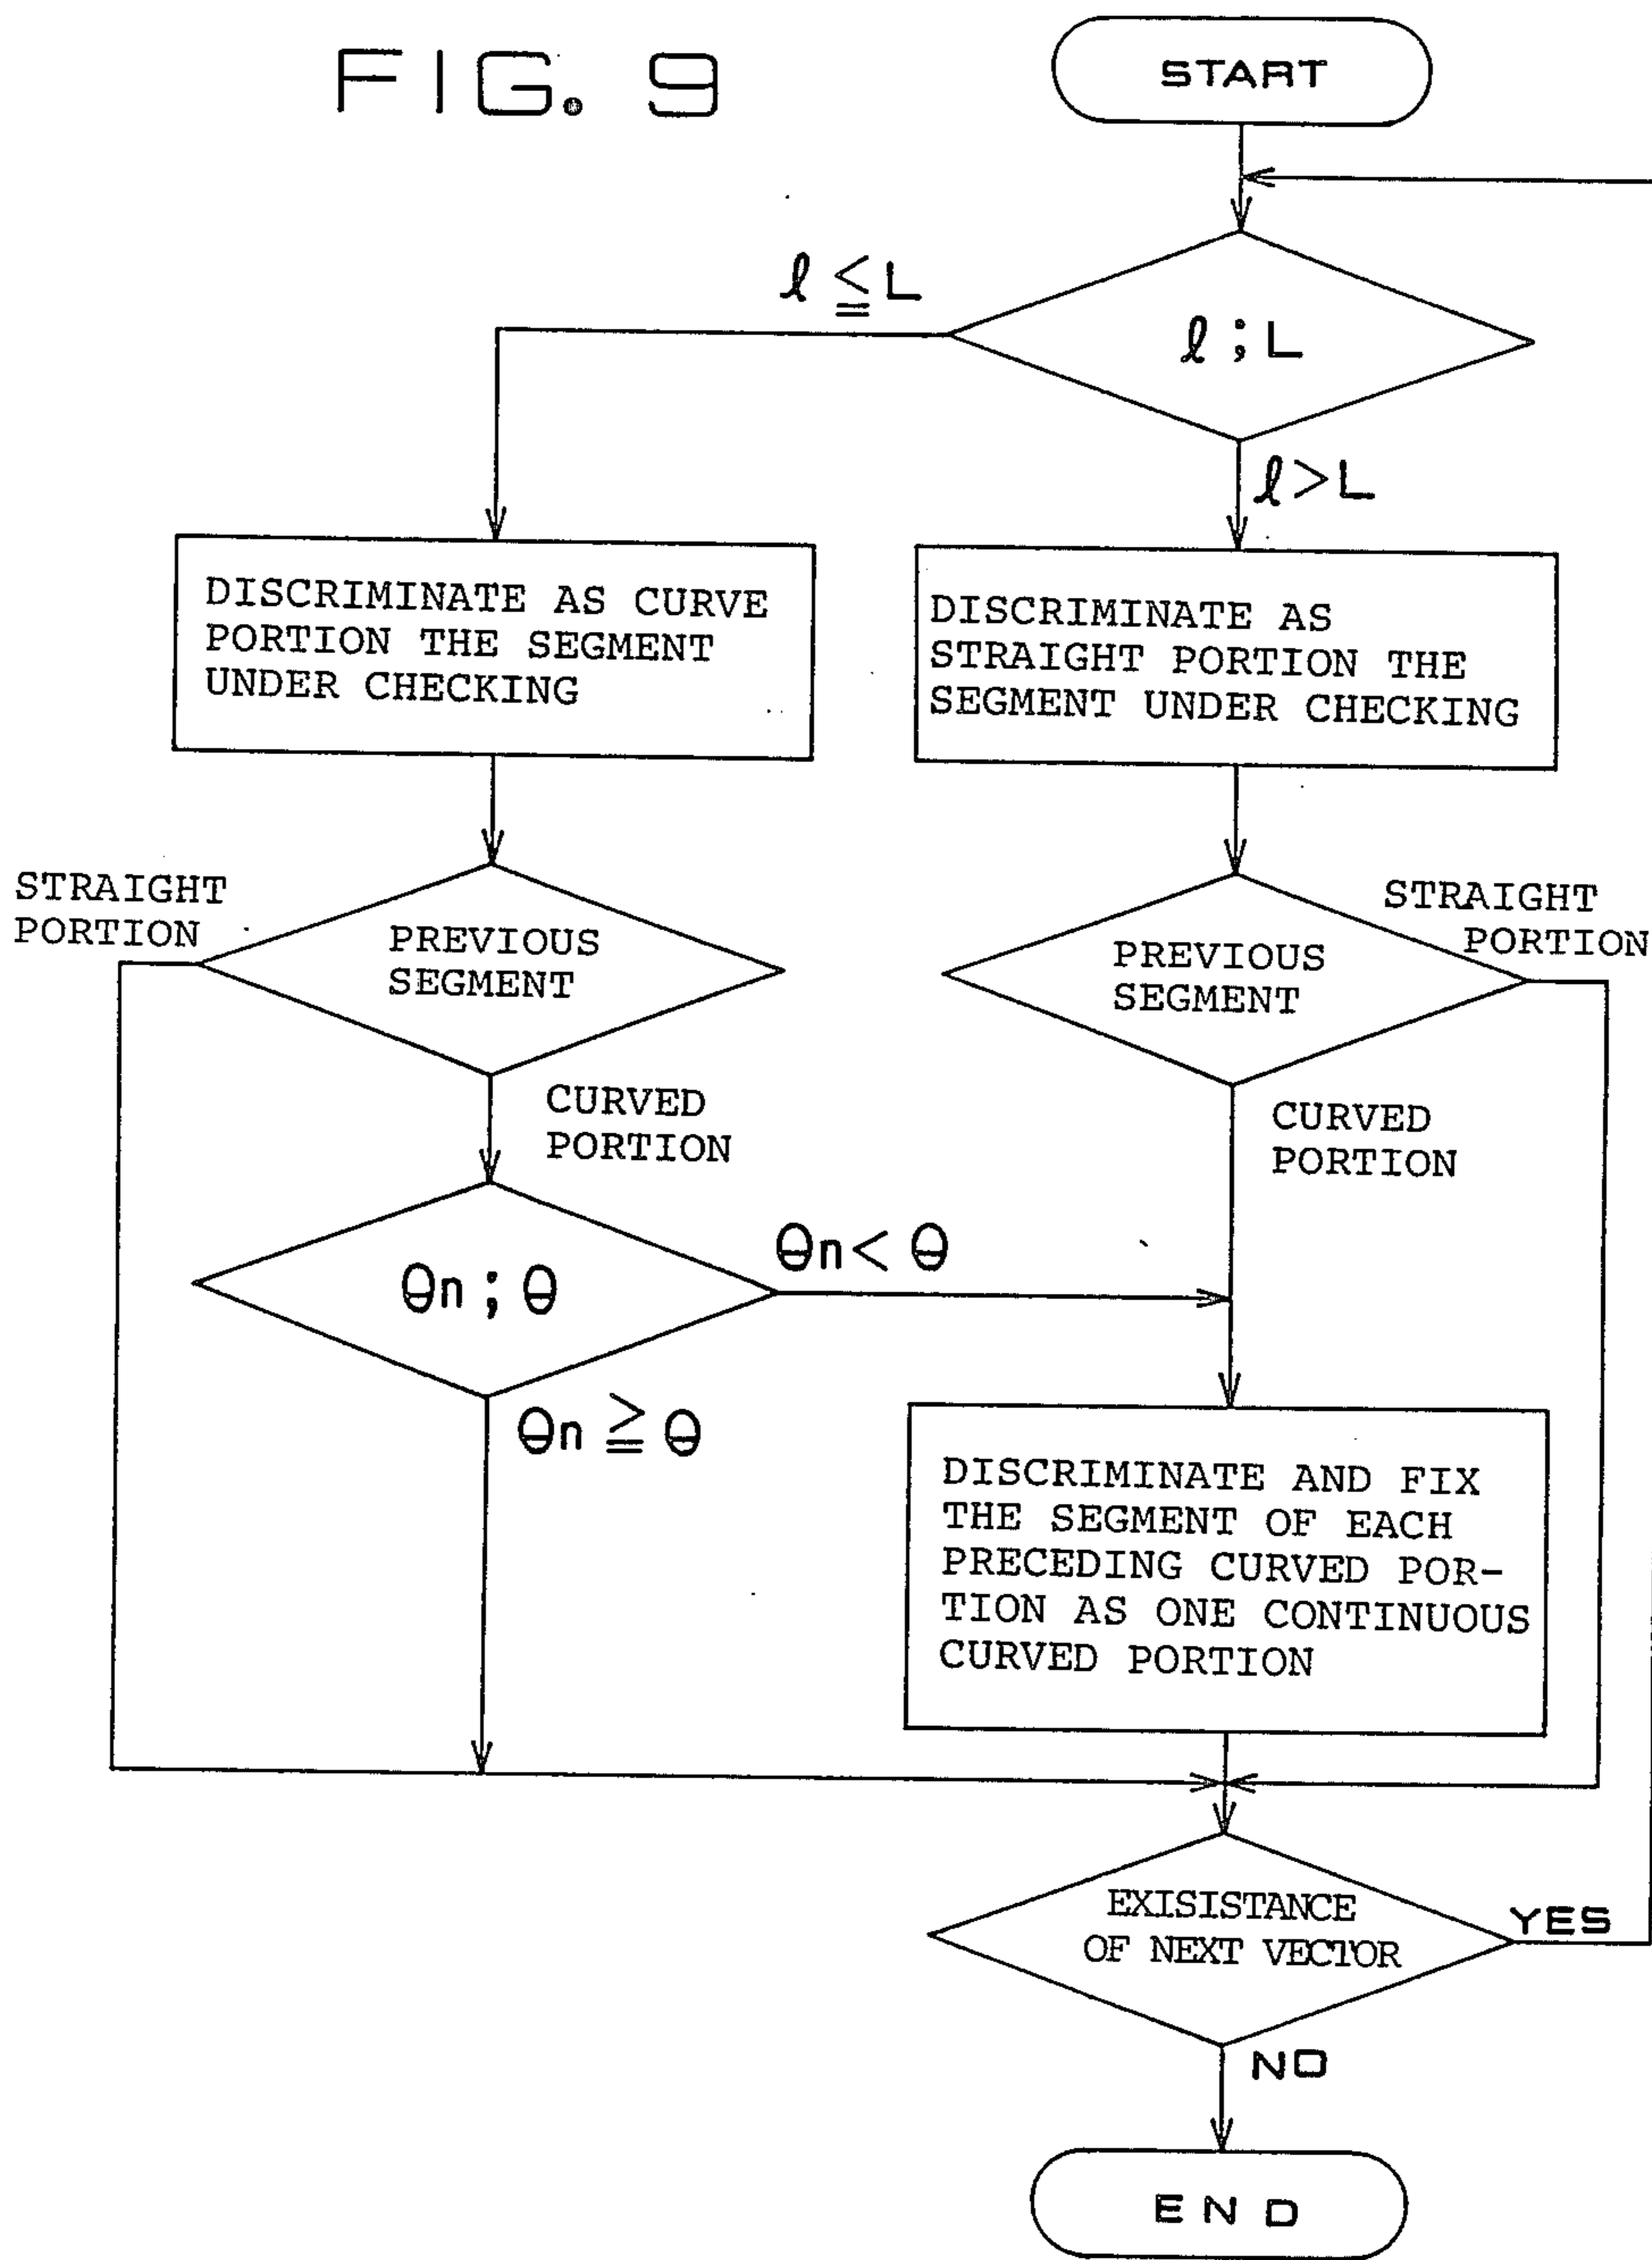 FIG. 9
START
ℓ ≦ L
ℓ ; L
ℓ > L
DISCRIMINATE AS CURVE
PORTION THE SEGMENT
UNDER CHECKING
DISCRIMINATE AS
STRAIGHT PORTION THE
SEGMENT UNDER CHECKING
STRAIGHT
PORTION
PREVIOUS
SEGMENT
PREVIOUS
SEGMENT
STRAIGHT
PORTION
CURVED
PORTION
CURVED
PORTION
θn ; θ
θn < θ
θn ≧ θ
DISCRIMINATE AND FIX
THE SEGMENT OF EACH
PRECEDING CURVED POR-
TION AS ONE CONTINUOUS
CURVED PORTION
EXISISTANCE
OF NEXT VECTOR
YES
NO
END